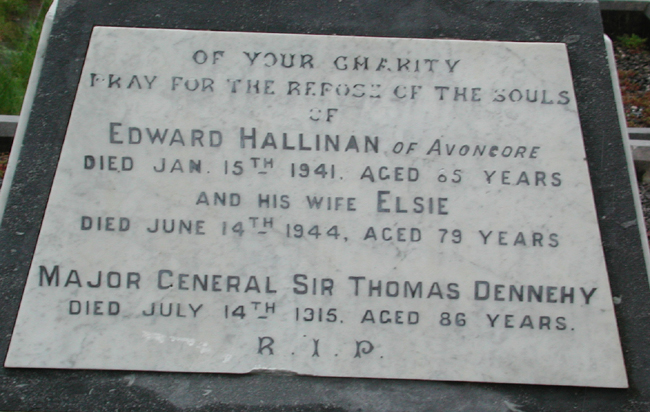 OF YOUR CHARITY
PRAY FOR THE REPOSE OF THE SOULS
OF
EDWARD HALLINAN OF AVONCORE
DIED JAN. 15TH 1941. AGED 85 YEARS
AND HIS WIFE ELSIE
DIED JUNE 14TH 1944, AGED 79 YEARS
MAJOR GENERAL SIR THOMAS DENNEHY
DIED JULY 14TH 1915. AGED 86 YEARS.
R.I.P.